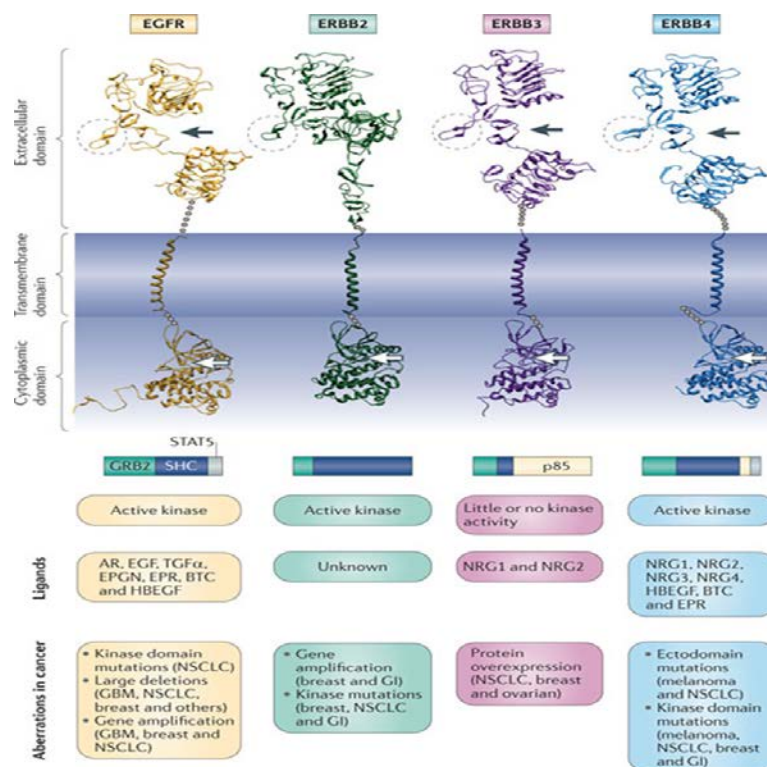 EGFR
ERBB2
ERBB3
ERBB4
Extracellular
domain
Transmembrane
domain
Cytoplasmic
domain
STAT5
GRB2
SHC
p85
Active kinase
Active kinase
Little or no kinase
activity
Active kinase
Ligands
AR, EGF, TGFα,
EPGN, EPR, BTC
and HBEGF
Unknown
NRG1 and NRG2
NRG1, NRG2,
NRG3, NRG4,
HBEGF, BTC
and EPR
Aberrations in cancer
* Kinase domain
mutations (NSCLC)
* Large deletions
(GBM, NSCLC,
breast and others)
* Gene amplification
(GBM, breast and
NSCLC)
* Gene
amplification
(breast and GI)
* Kinase mutations
(breast, NSCLC
and GI)
Protein
overexpression
(NSCLC, breast
and ovarian)
* Ectodomain
mutations
(melanoma
and NSCLC)
* Kinase domain
mutations
(melanoma,
NSCLC, breast
and GI)